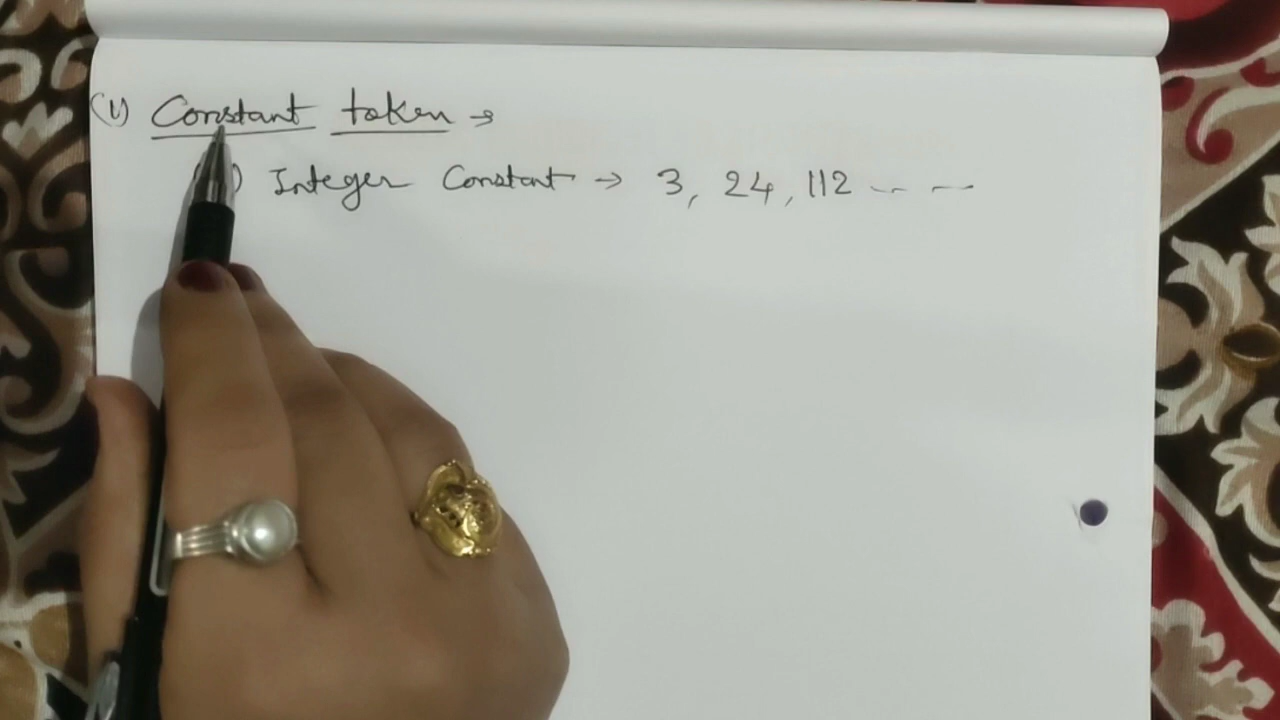 (1) Constant token →
) Integer Constant → 3, 24, 112 -- --